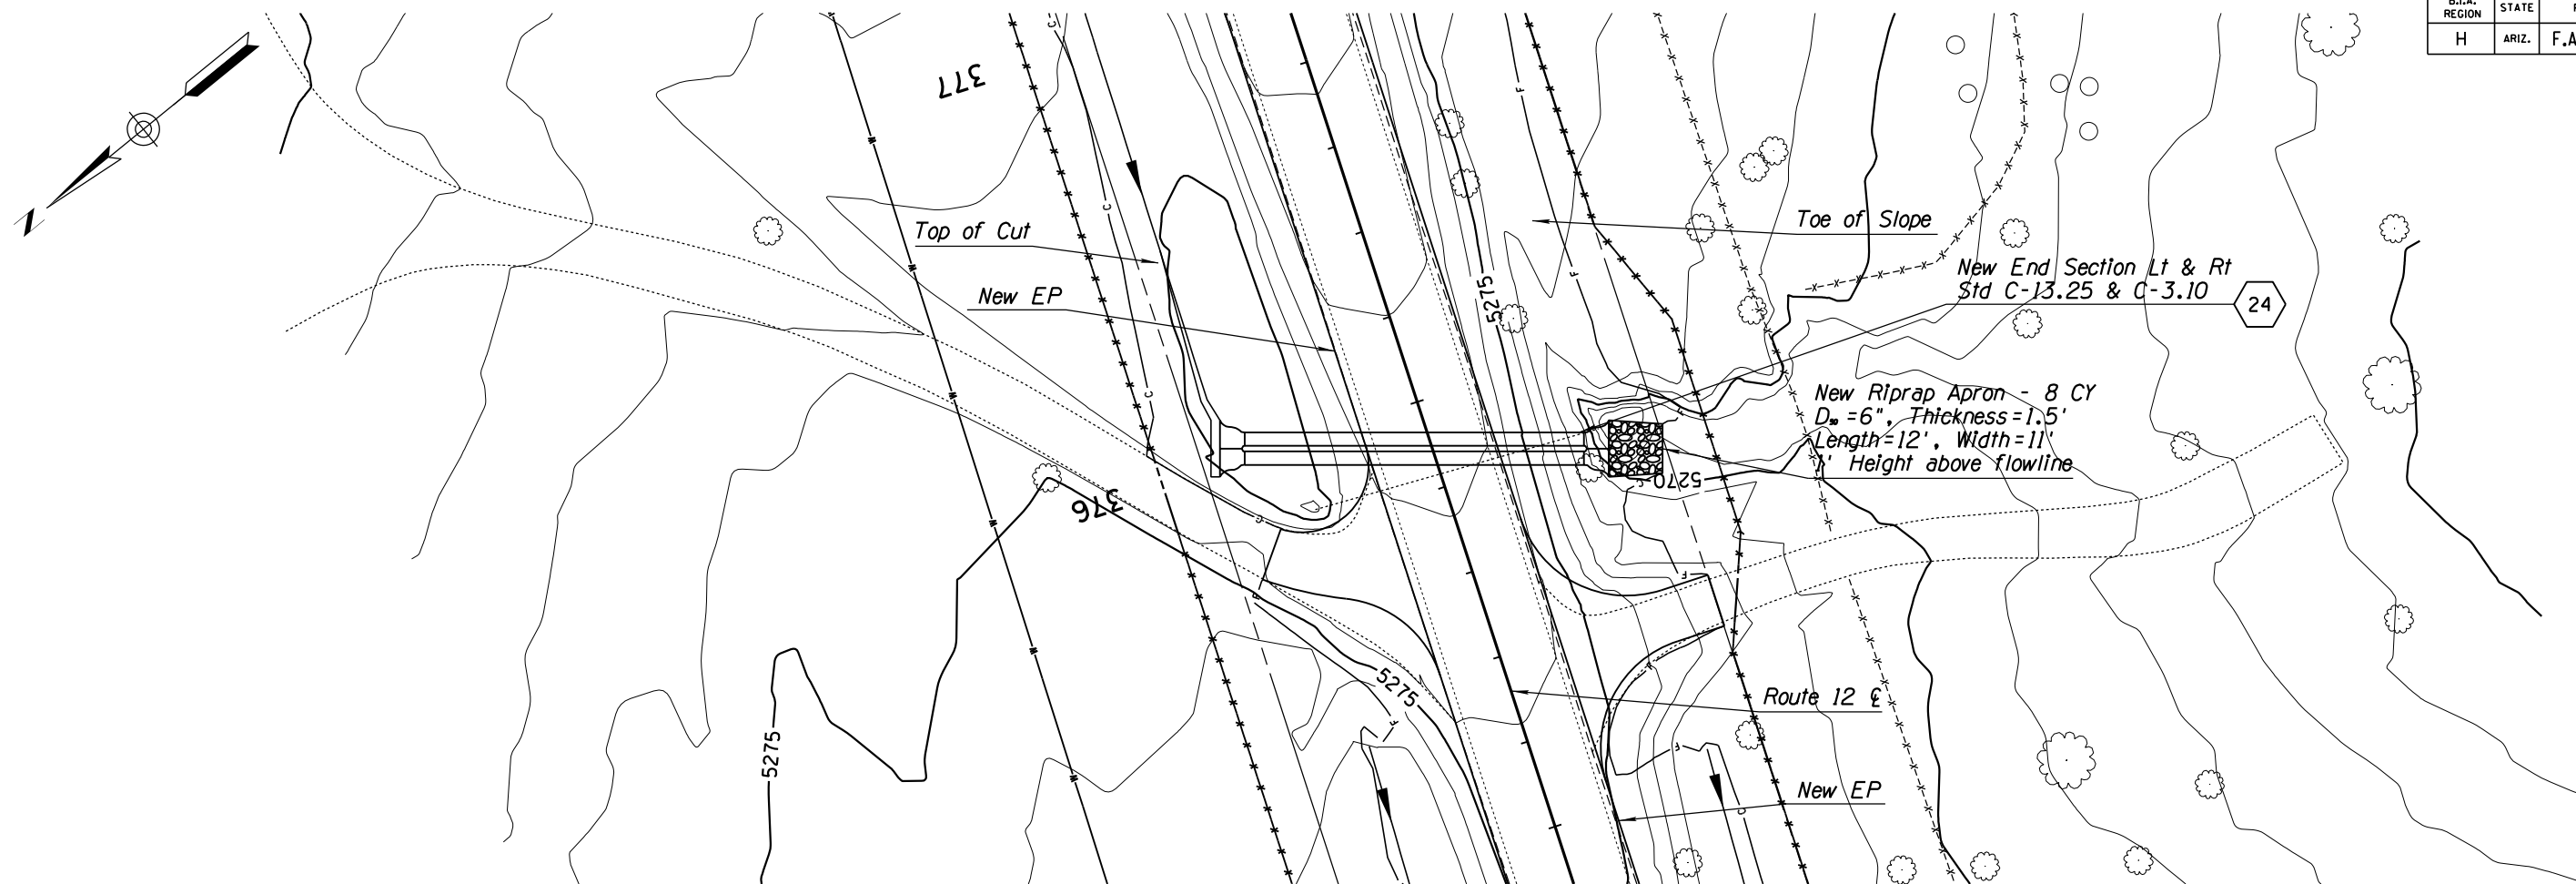 B.I.A.
REGION
STATE
H
ARIZ.
F.A
N
377
Top of Cut
New EP
5275
Toe of Slope
New End Section Lt & Rt
Std C-13.25 & C-3.10
24
New Riprap Apron - 8 CY
D₅₀ =6", Thickness=1.5'
Length=12', Width=11'
1' Height above flowline
5270
376
5275
5275
Route 12 ℄
New EP